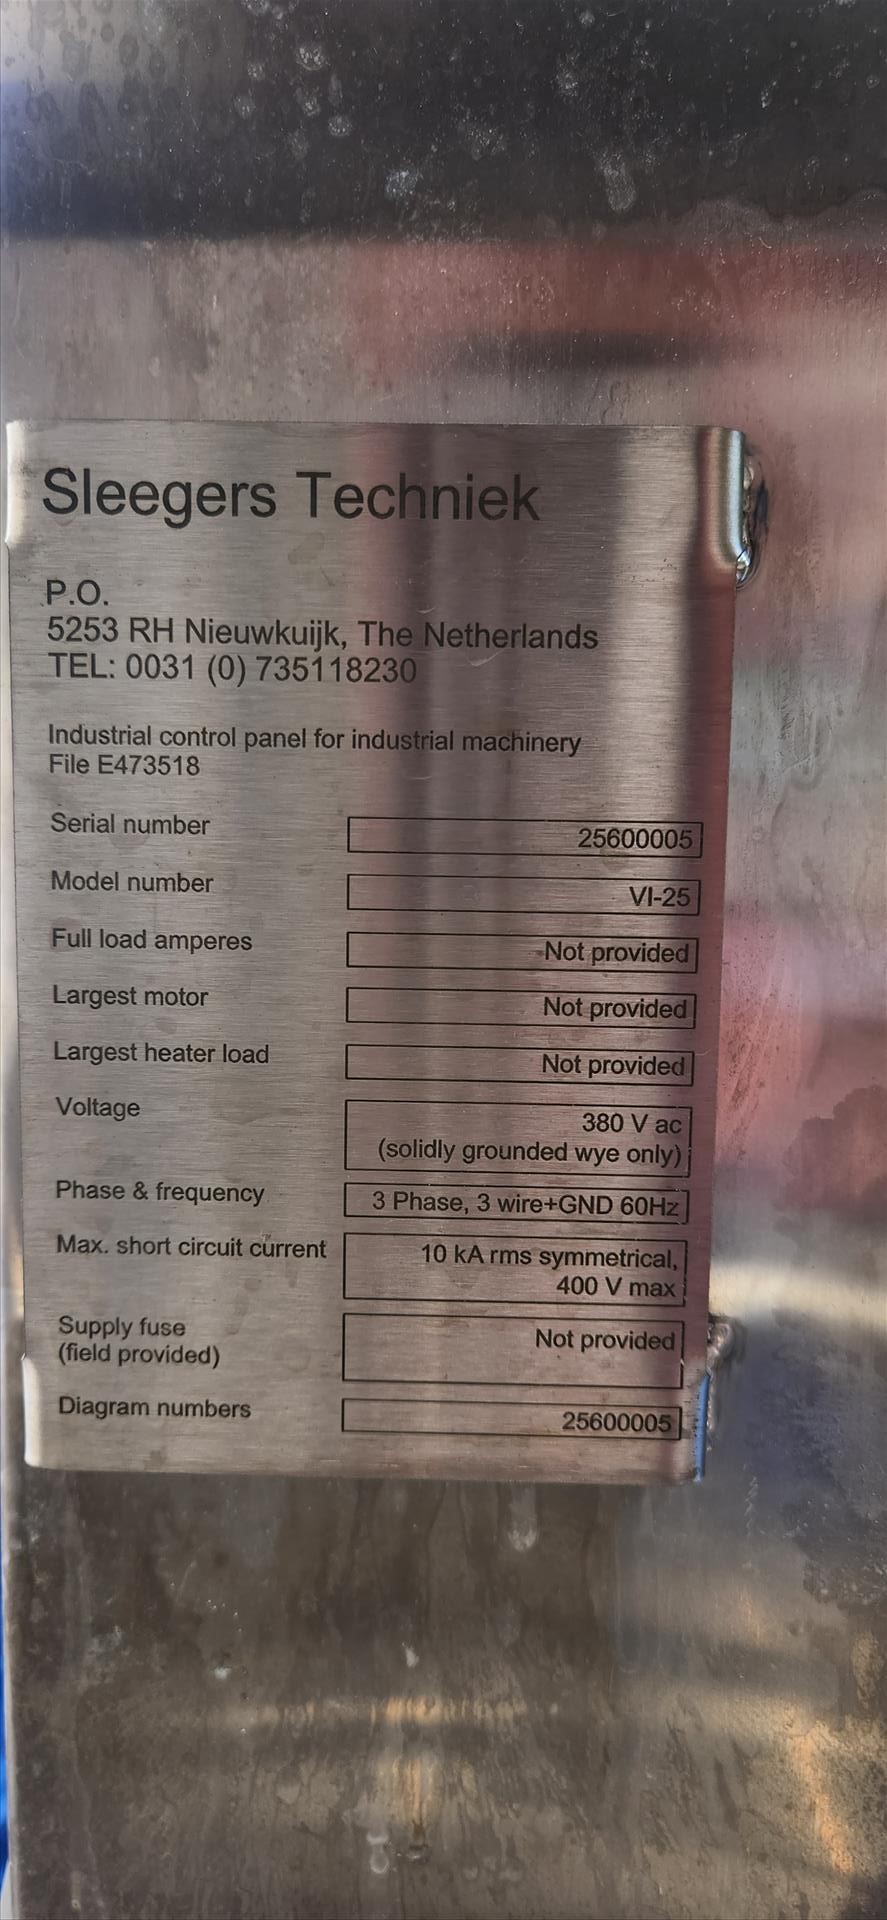 Sleegers Techniek
P.O.
5253 RH Nieuwkuijk, The Netherlands
TEL: 0031 (0) 735118230
Industrial control panel for industrial machinery
File E473518
Serial number 25600005
Model number VI-25
Full load amperes Not provided
Largest motor Not provided
Largest heater load Not provided
Voltage 380 V ac
(solidly grounded wye only)
Phase & frequency 3 Phase, 3 wire+GND 60Hz
Max. short circuit current 10 kA rms symmetrical,
400 V max
Supply fuse Not provided
(field provided)
Diagram numbers 25600005